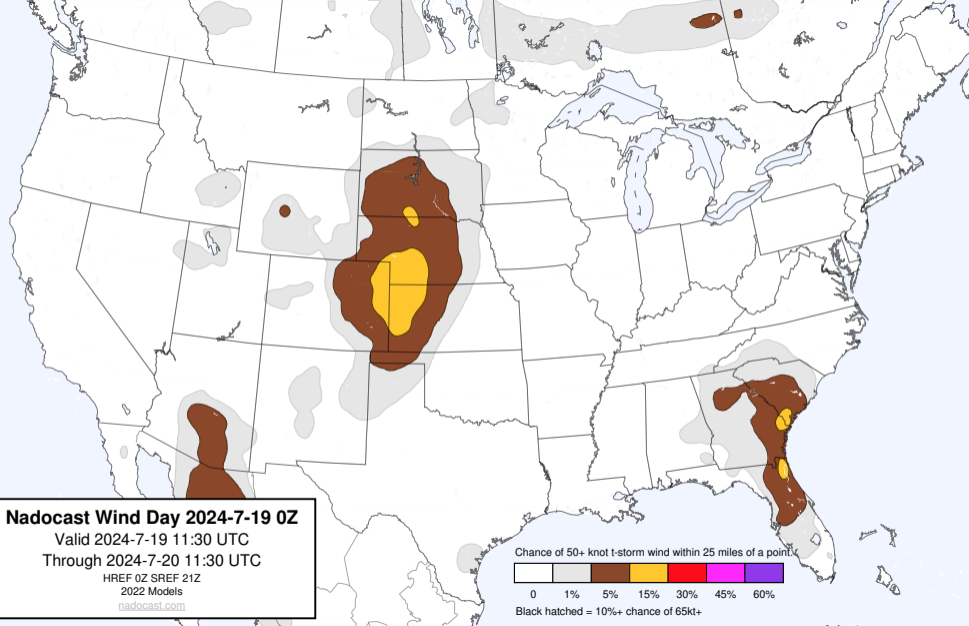 Nadocast Wind Day 2024-7-19 0Z
Valid 2024-7-19 11:30 UTC
Through 2024-7-20 11:30 UTC
HREF 0Z SREF 21Z
2022 Models
nadocast.com
Chance of 50+ knot t-storm wind within 25 miles of a point.
0 1% 5% 15% 30% 45% 60%
Black hatched = 10%+ chance of 65kt+